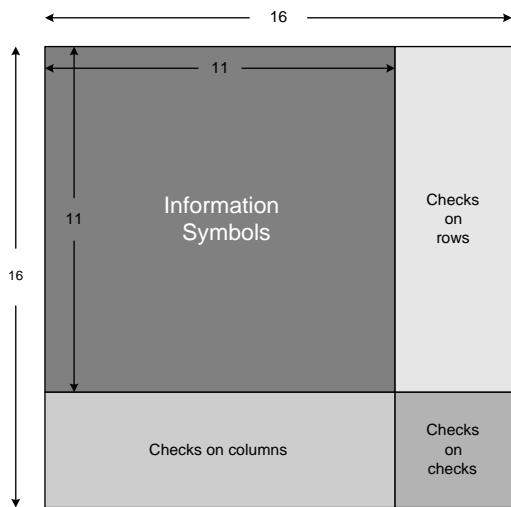 16
11
Information
Symbols
Checks
on
rows
11
16
Checks on columns
Checks
on
checks